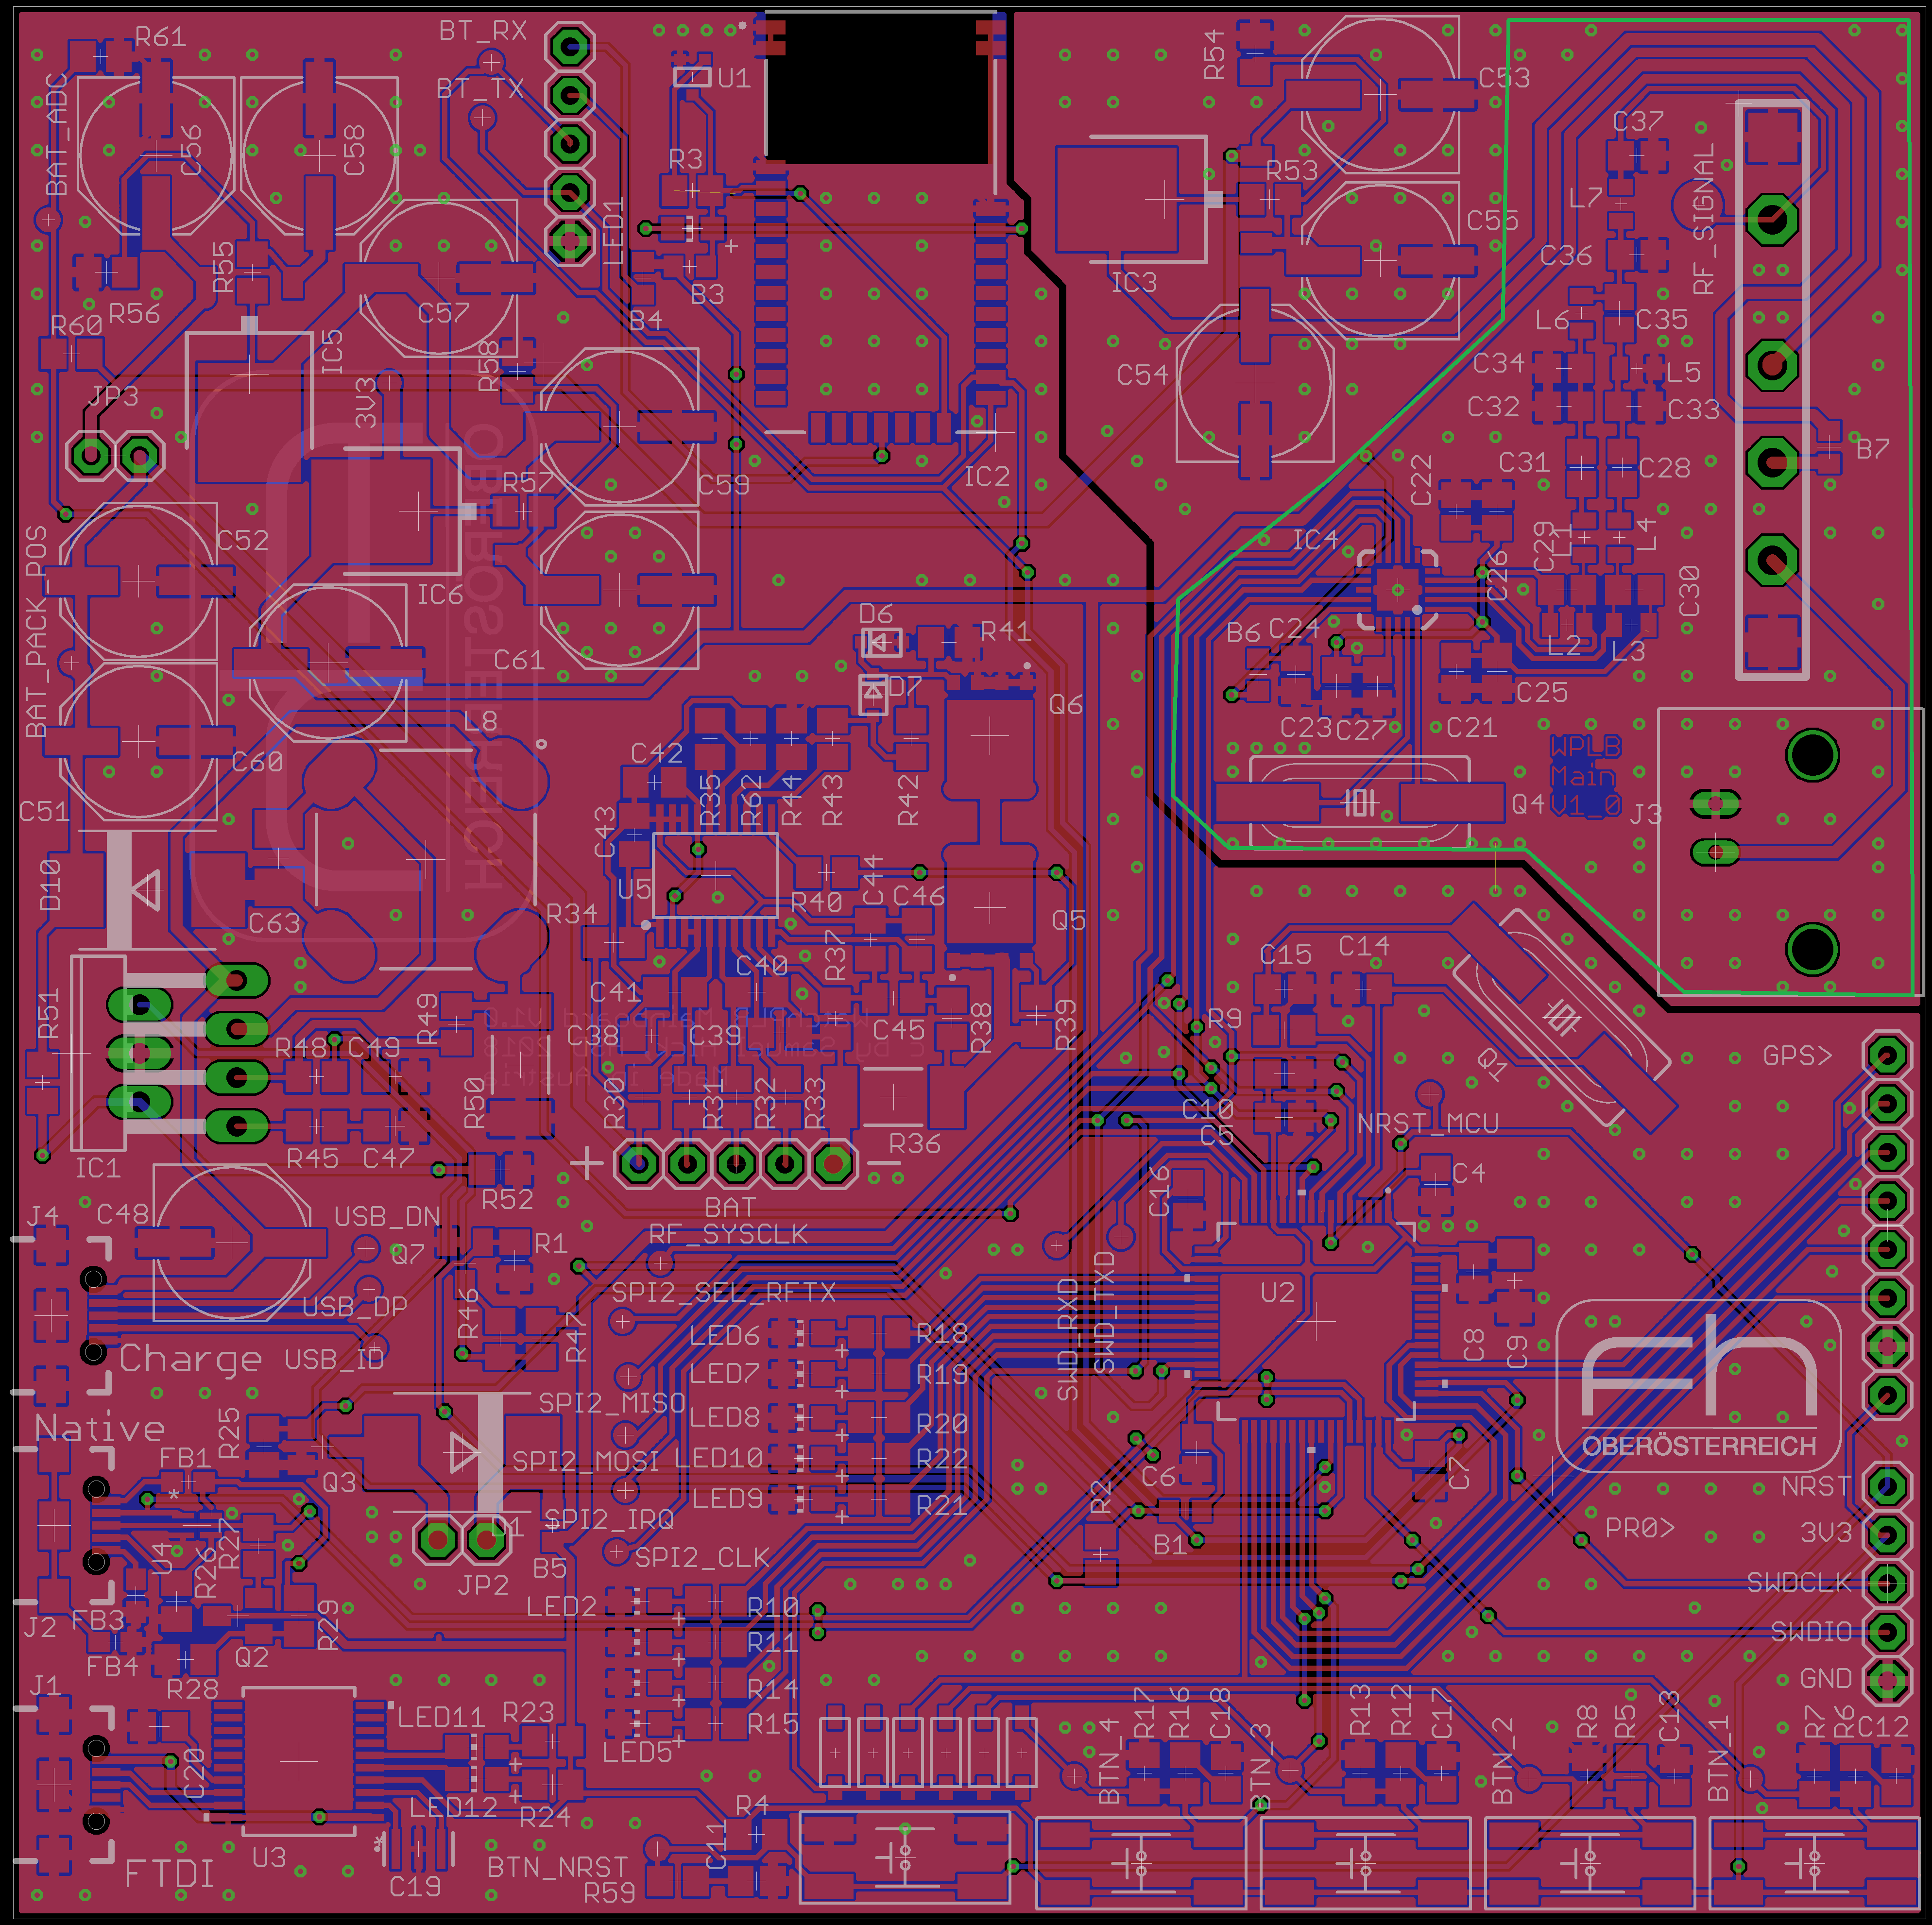 R61
BT_RX
BT_TX
BAT_ADC
C56
C58
U1
R54
C53
C37
L7
RF_SIGNAL
R3
LED1
R53
C55
C36
IC3
R55
R56
C57
B3
B4
R60
IC5
L6
C35
JP3
3V3
R58
C54
C34
L5
C32
C33
IC2
R57
C59
C22
C31
C28
B7
BAT_PACK_POS
C52
IC6
IC4
C26
C29
L1
L4
C30
C61
D6
R41
B6
C24
L2
L3
D7
Q6
C25
C60
L8
C42
C23
C27
C21
OBERÖSTERREICH
C51
C43
R35
R62
R44
R43
R42
WPLB
Main
V1_0
Q4
J3
D10
C63
U5
R40
C44
C46
Q5
R34
R37
C40
C15
C14
R51
R49
C41
WatchPLB Mainboard V1.0
C38
C39
C45
R38
R39
R9
Q1
GPS>
R48
C49
R50
R30
R31
R32
R33
C10
C5
NRST_MCU
R45
C47
R36
IC1
R52
+
−
BAT
C16
C4
J4
C48
USB_DN
Q7
R1
RF_SYSCLK
USB_DP
SPI2_SEL_RFTX
SWD_RXD
SWD_TXD
U2
R46
R47
LED6
R18
C8
C9
Charge
USB_ID
LED7
R19
Native
SPI2_MISO
LED8
R20
R25
FB1
SPI2_MOSI
LED10
R22
OBERÖSTERREICH
Q3
LED9
R21
C6
C7
R2
NRST
D1
SPI2_IRQ
PR0>
3V3
U4
R27
R26
JP2
B5
SPI2_CLK
B1
SWDCLK
J2
FB3
FB4
Q2
R29
LED2
R10
R11
SWDIO
J1
R28
R14
GND
LED11
R23
R15
LED5
BTN_4
R17
R16
C18
BTN_3
R13
R12
C17
BTN_2
R8
R5
C13
BTN_1
R7
R6
C12
C20
LED12
R24
R4
C11
FTDI
U3
C19
BTN_NRST
R59